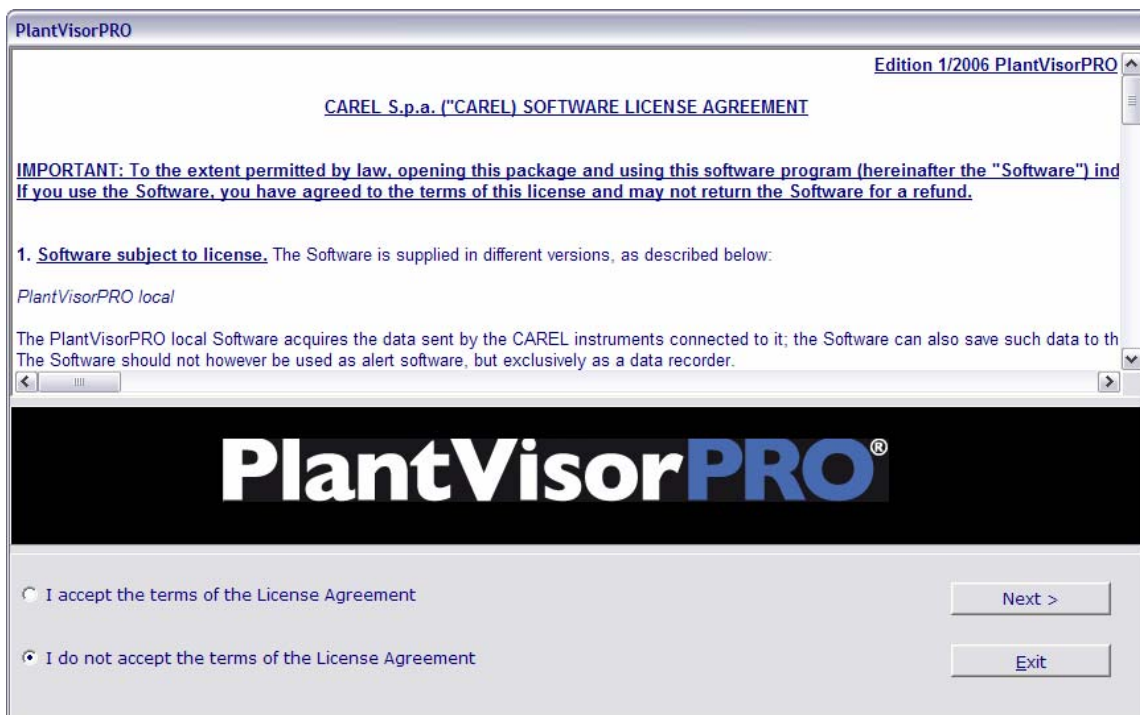 PlantVisorPRO
Edition 1/2006 PlantVisorPRO
CAREL S.p.a. ("CAREL) SOFTWARE LICENSE AGREEMENT
IMPORTANT: To the extent permitted by law, opening this package and using this software program (hereinafter the "Software") ind
If you use the Software, you have agreed to the terms of this license and may not return the Software for a refund.
1. Software subject to license. The Software is supplied in different versions, as described below:
PlantVisorPRO local
The PlantVisorPRO local Software acquires the data sent by the CAREL instruments connected to it; the Software can also save such data to th
The Software should not however be used as alert software, but exclusively as a data recorder.
PlantVisorPRO®
I accept the terms of the License Agreement
Next >
I do not accept the terms of the License Agreement
Exit